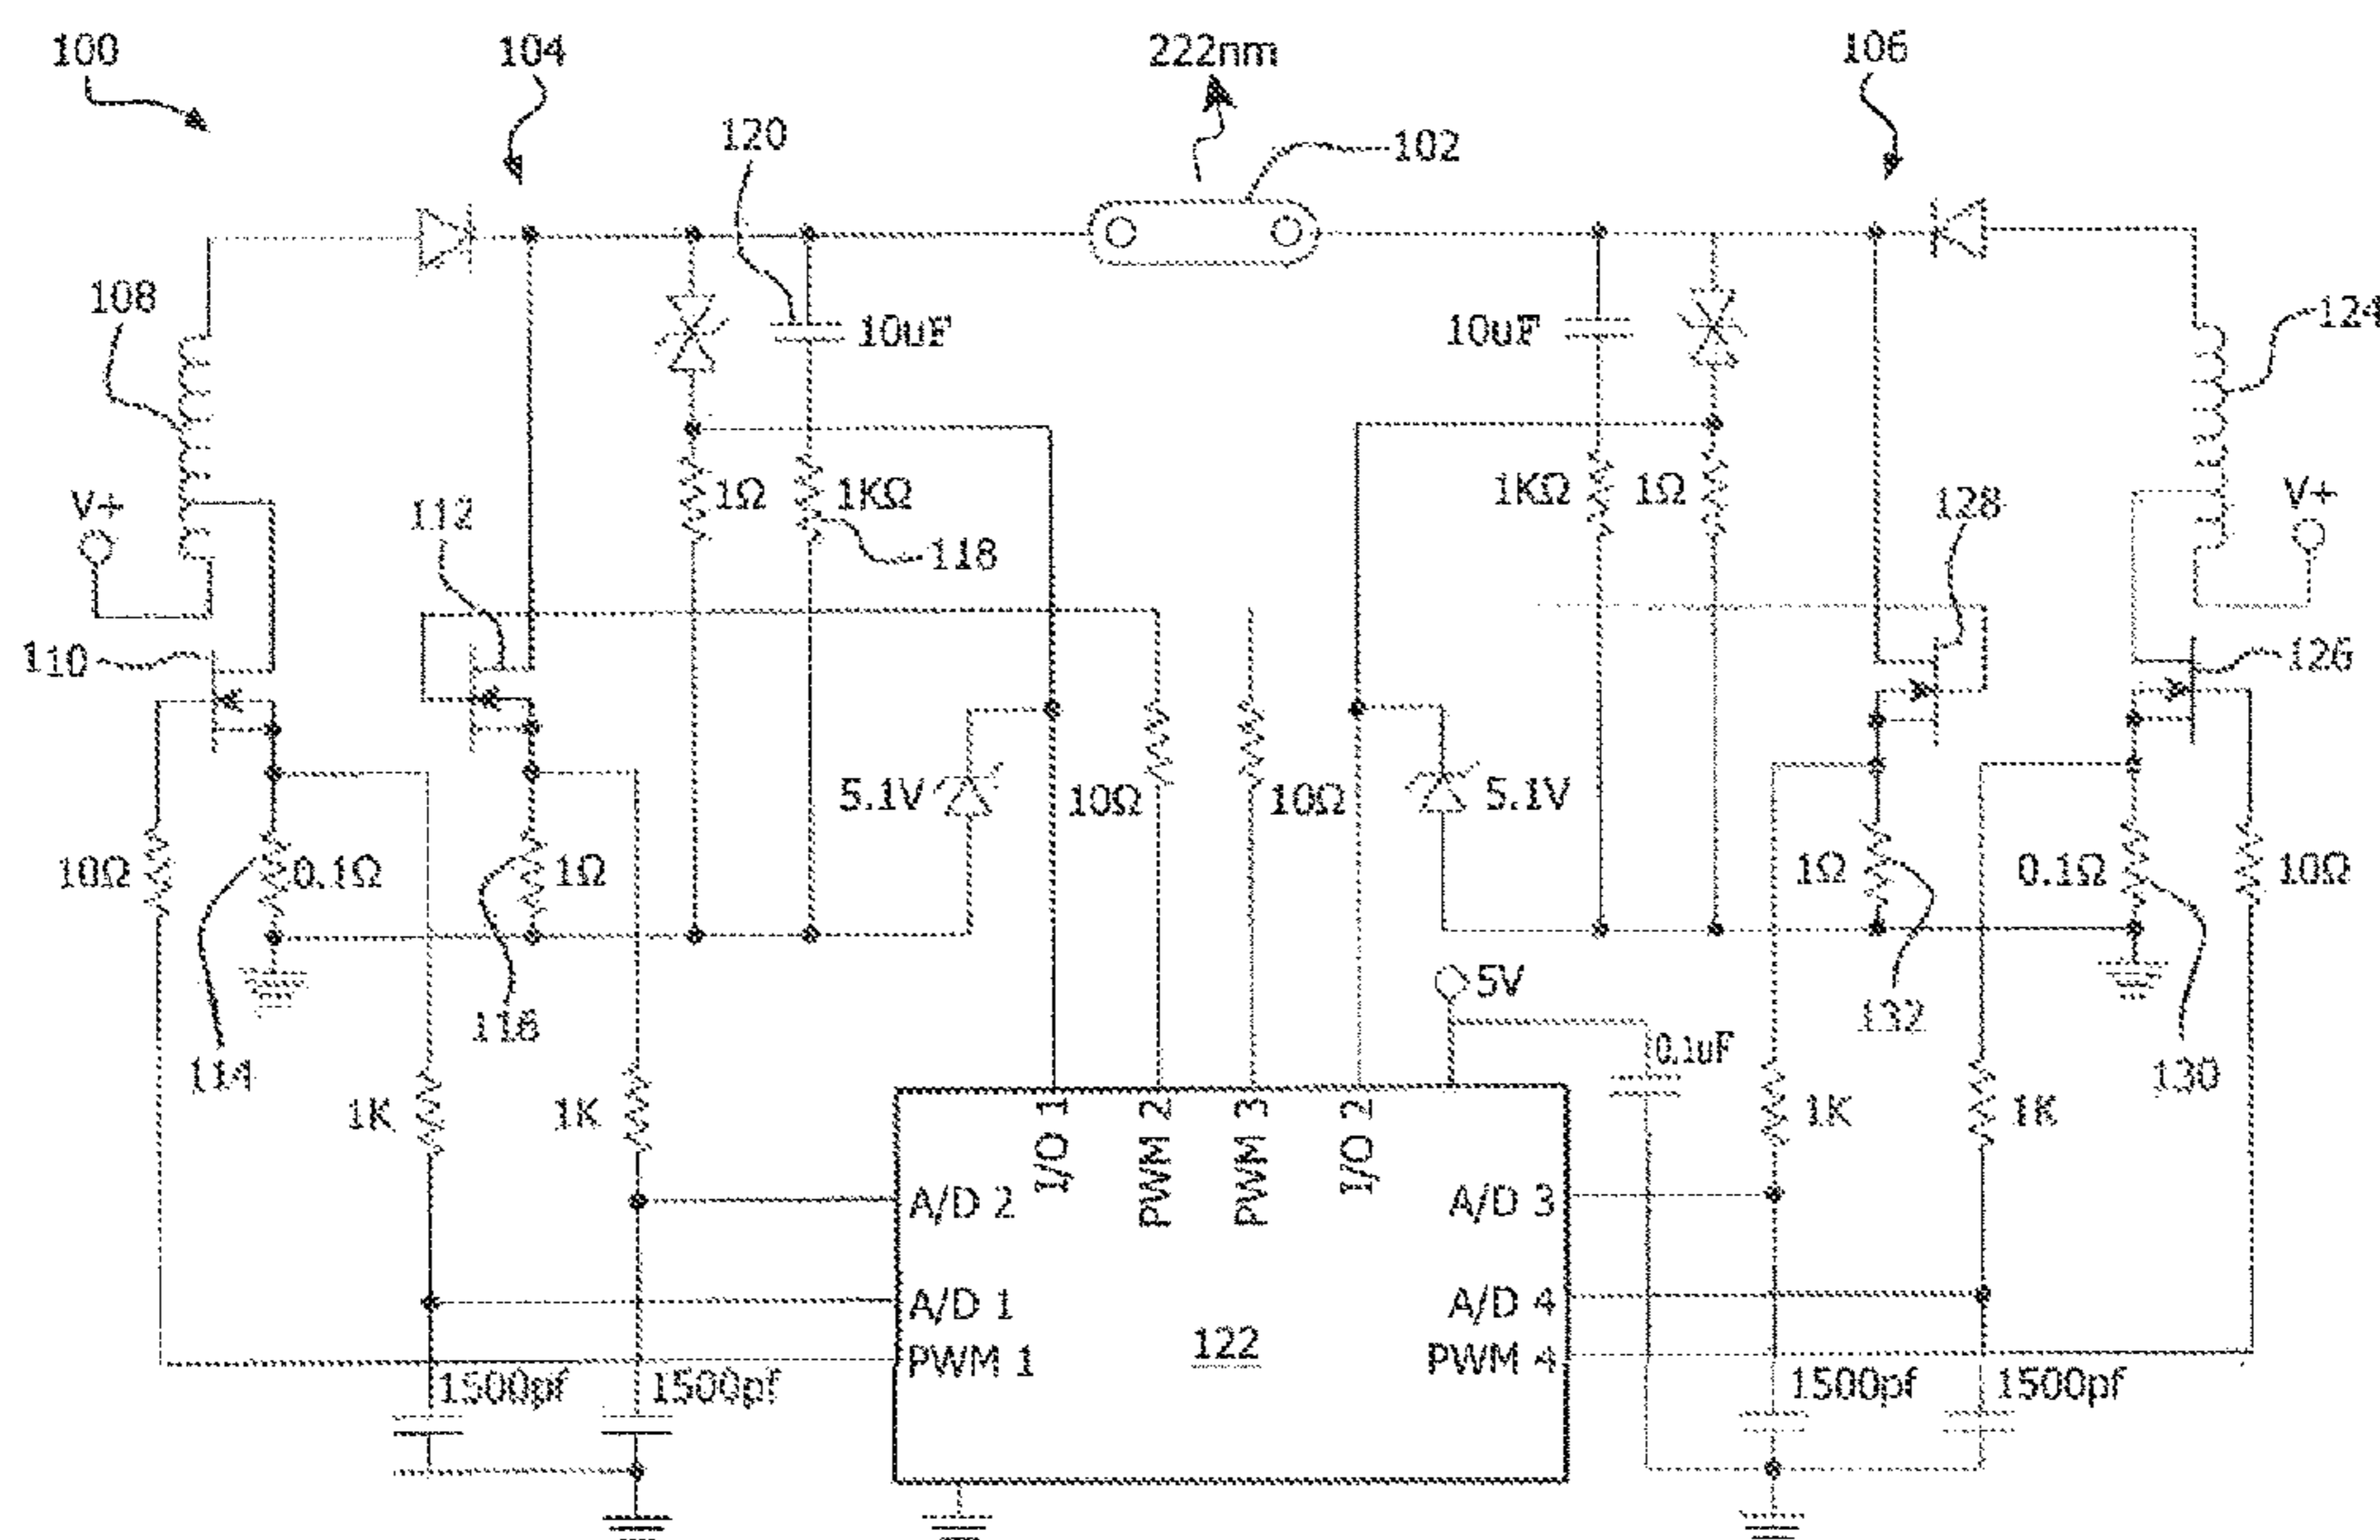 100
104
222nm
106
120
102
108
124
10uF
10uF
V+
112
1Ω
1KΩ
118
1KΩ
1Ω
128
V+
110
126
5.1V
10Ω
10Ω
5.1V
10Ω
0.1Ω
1Ω
1Ω
0.1Ω
10Ω
114
116
5V
132
130
0.1uF
1K
1K
I/O 1
PWM 2
PWM 3
I/O 2
1K
1K
A/D 2
A/D 3
A/D 1
A/D 4
PWM 1
122
PWM 4
1500pf
1500pf
1500pf
1500pf